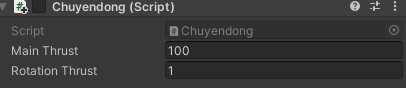 Chuyendong (Script)
Script Chuyendong
Main Thrust 100
Rotation Thrust 1